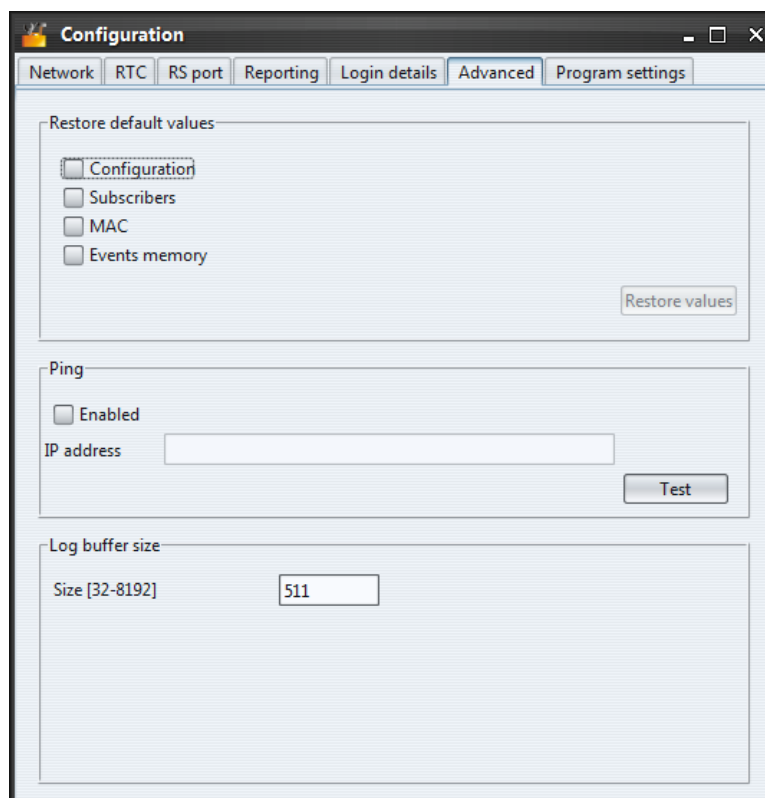 Configuration
Network RTC RS port Reporting Login details Advanced Program settings
Restore default values
Configuration
Subscribers
MAC
Events memory
Restore values
Ping
Enabled
IP address
Test
Log buffer size
Size [32-8192] 511